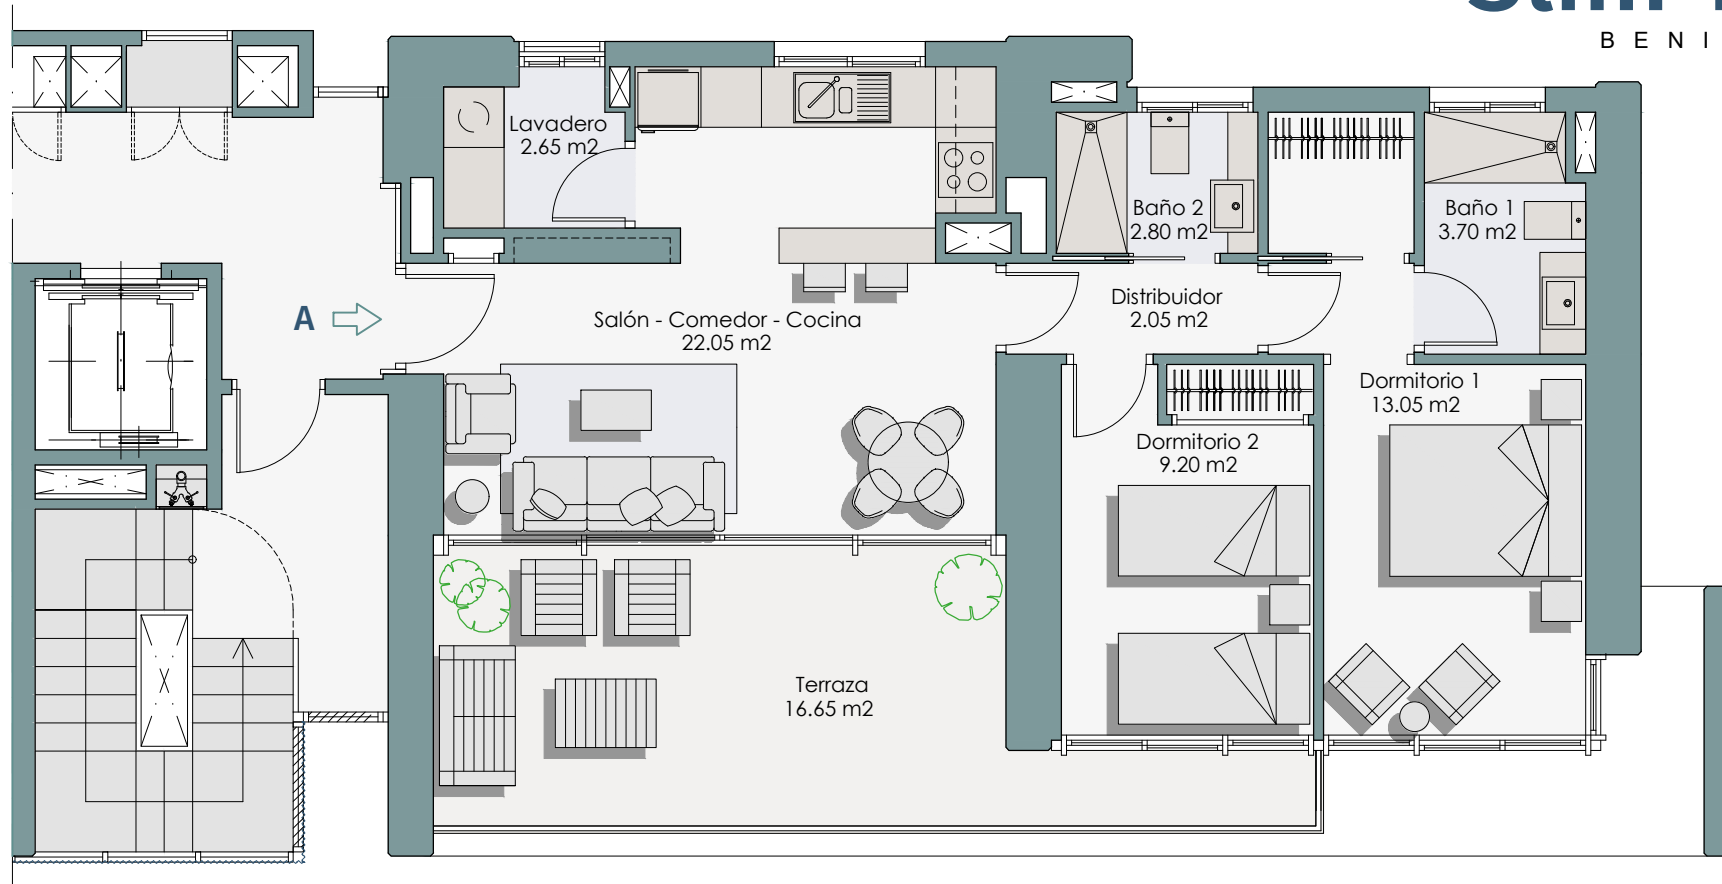 BENI
Lavadero
2.65 m2
Baño 2
2.80 m2
Baño 1
3.70 m2
A
Salón - Comedor - Cocina
22.05 m2
Distribuidor
2.05 m2
Dormitorio 1
13.05 m2
Dormitorio 2
9.20 m2
Terraza
16.65 m2